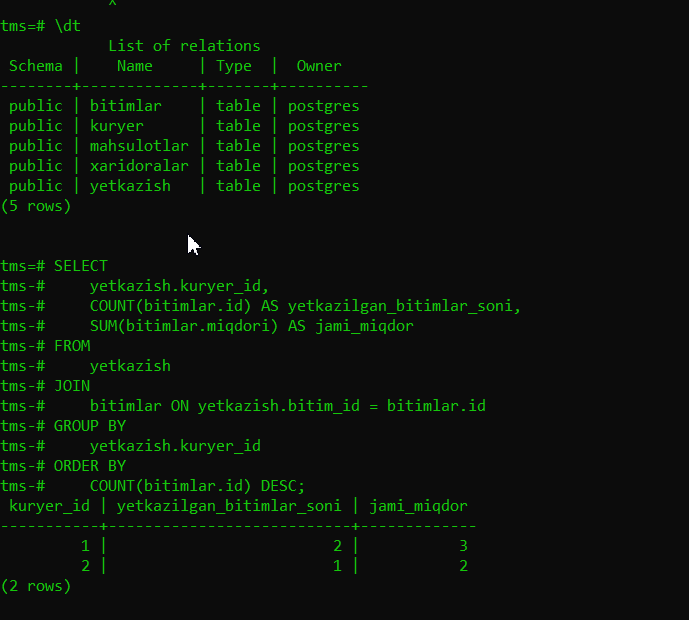 ^
tms=# \dt
            List of relations
 Schema |    Name     | Type  |  Owner
--------+-------------+-------+----------
 public | bitimlar    | table | postgres
 public | kuryer      | table | postgres
 public | mahsulotlar | table | postgres
 public | xaridoralar | table | postgres
 public | yetkazish   | table | postgres
(5 rows)
tms=# SELECT
tms-#     yetkazish.kuryer_id,
tms-#     COUNT(bitimlar.id) AS yetkazilgan_bitimlar_soni,
tms-#     SUM(bitimlar.miqdori) AS jami_miqdor
tms-# FROM
tms-#     yetkazish
tms-# JOIN
tms-#     bitimlar ON yetkazish.bitim_id = bitimlar.id
tms-# GROUP BY
tms-#     yetkazish.kuryer_id
tms-# ORDER BY
tms-#     COUNT(bitimlar.id) DESC;
 kuryer_id | yetkazilgan_bitimlar_soni | jami_miqdor
-----------+---------------------------+-------------
         1 |                         2 |           3
         2 |                         1 |           2
(2 rows)